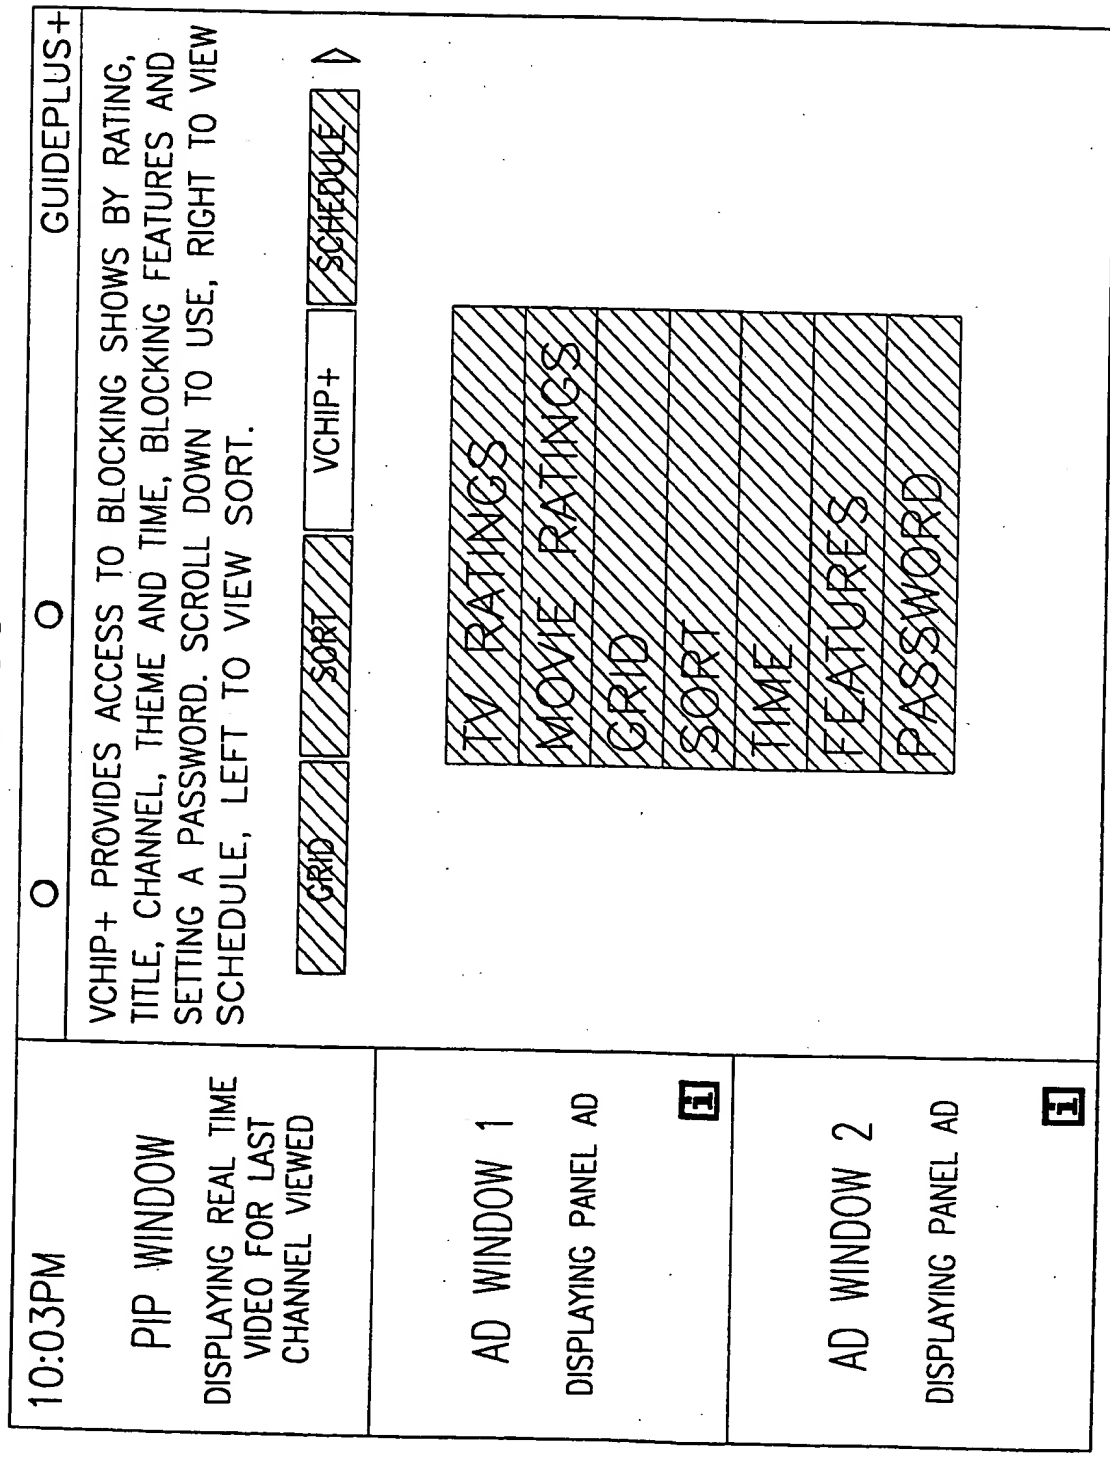 10:03PM
GUIDEPLUS+
PIP WINDOW
DISPLAYING REAL TIME
VIDEO FOR LAST
CHANNEL VIEWED
AD WINDOW 1
DISPLAYING PANEL AD
i
AD WINDOW 2
DISPLAYING PANEL AD
i
VCHIP+ PROVIDES ACCESS TO BLOCKING SHOWS BY RATING,
TITLE, CHANNEL, THEME AND TIME, BLOCKING FEATURES AND
SETTING A PASSWORD. SCROLL DOWN TO USE, RIGHT TO VIEW
SCHEDULE, LEFT TO VIEW SORT.
GRID SORT VCHIP+ SCHEDULE
TV RATINGS
MOVIE RATINGS
GRID
SORT
TIME
FEATURES
PASSWORD